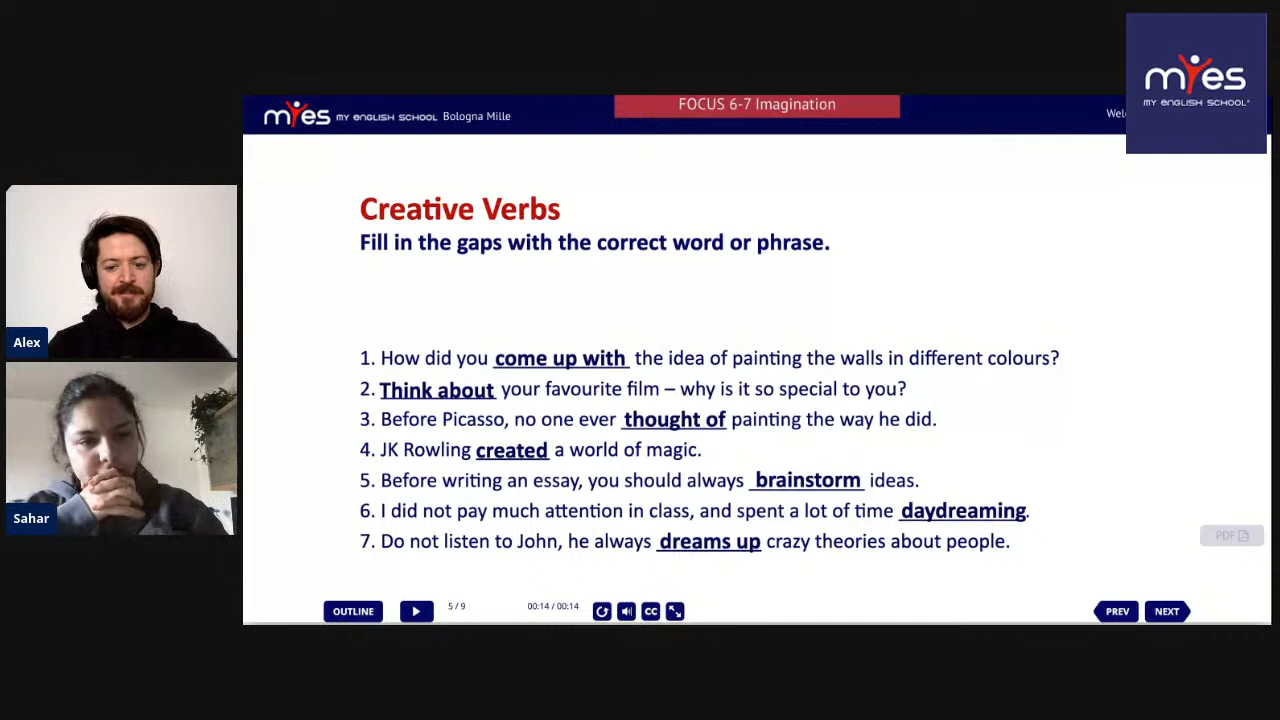 myes
MY ENGLISH SCHOOL
myes MY ENGLISH SCHOOL Bologna Mille
FOCUS 6-7 Imagination
Creative Verbs
Fill in the gaps with the correct word or phrase.
1. How did you come up with the idea of painting the walls in different colours?
2. Think about your favourite film – why is it so special to you?
3. Before Picasso, no one ever thought of painting the way he did.
4. JK Rowling created a world of magic.
5. Before writing an essay, you should always brainstorm ideas.
6. I did not pay much attention in class, and spent a lot of time daydreaming.
7. Do not listen to John, he always dreams up crazy theories about people.
Alex
Sahar
PDF
OUTLINE
5 / 9
00:14 / 00:14
CC
PREV
NEXT